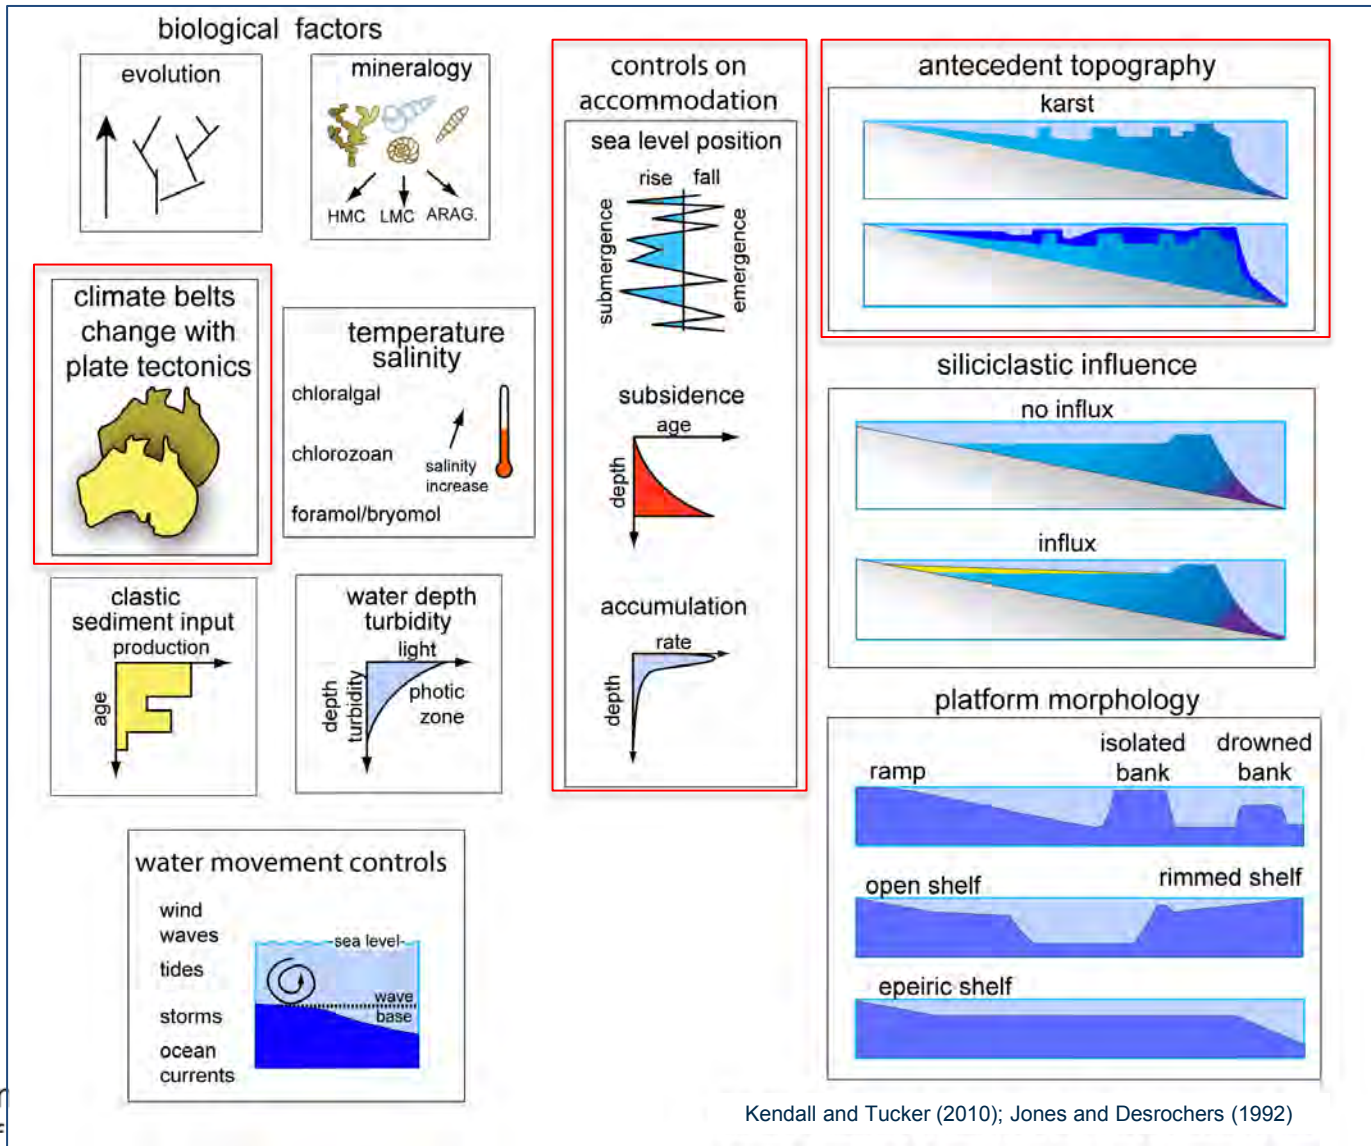 biological factors
evolution
mineralogy
HMC LMC ARAG.
climate belts
change with
plate tectonics
temperature
salinity
chloralgal
chlorozoan
foramol/bryomol
salinity
increase
clastic
sediment input
production
age
water depth
turbidity
light
depth
turbidity
photic
zone
water movement controls
wind
waves
tides
storms
ocean
currents
sea level
wave
base
controls on
accommodation
sea level position
rise fall
submergence
emergence
subsidence
age
depth
accumulation
rate
depth
antecedent topography
karst
siliciclastic influence
no influx
influx
platform morphology
ramp
isolated
bank
drowned
bank
open shelf
rimmed shelf
epeiric shelf
Kendall and Tucker (2010); Jones and Desrochers (1992)